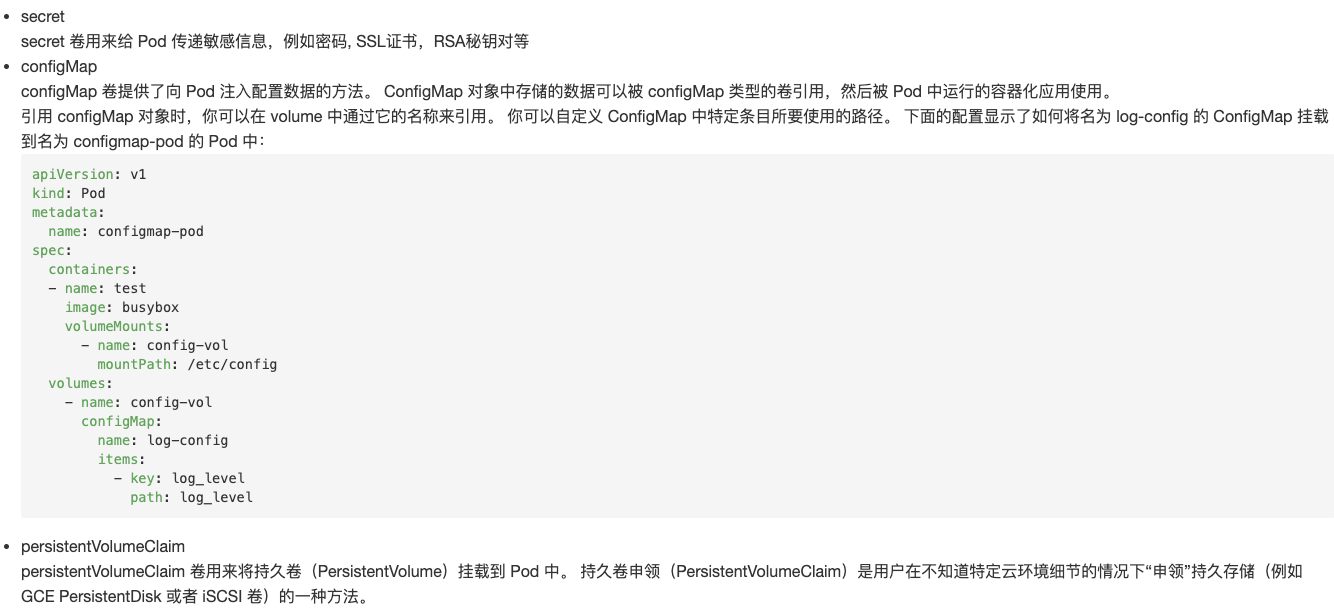 • secret
secret 卷用来给 Pod 传递敏感信息，例如密码, SSL证书，RSA秘钥对等
• configMap
configMap 卷提供了向 Pod 注入配置数据的方法。 ConfigMap 对象中存储的数据可以被 configMap 类型的卷引用，然后被 Pod 中运行的容器化应用使用。
引用 configMap 对象时，你可以在 volume 中通过它的名称来引用。 你可以自定义 ConfigMap 中特定条目所要使用的路径。 下面的配置显示了如何将名为 log-config 的 ConfigMap 挂载
到名为 configmap-pod 的 Pod 中：
apiVersion: v1
kind: Pod
metadata:
  name: configmap-pod
spec:
  containers:
  - name: test
    image: busybox
    volumeMounts:
      - name: config-vol
        mountPath: /etc/config
  volumes:
    - name: config-vol
      configMap:
        name: log-config
        items:
          - key: log_level
            path: log_level
• persistentVolumeClaim
persistentVolumeClaim 卷用来将持久卷（PersistentVolume）挂载到 Pod 中。 持久卷申领（PersistentVolumeClaim）是用户在不知道特定云环境细节的情况下“申领”持久存储（例如
GCE PersistentDisk 或者 iSCSI 卷）的一种方法。